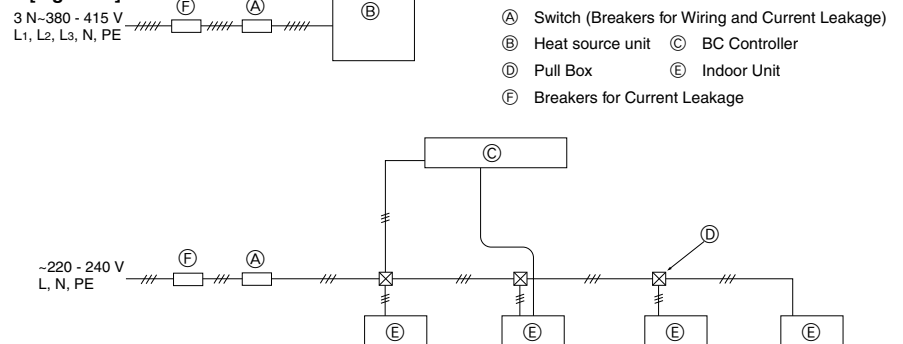 3 N~380 - 415 V
L1, L2, L3, N, PE
Ⓕ Ⓐ Ⓑ
Ⓐ Switch (Breakers for Wiring and Current Leakage)
Ⓑ Heat source unit Ⓒ BC Controller
Ⓓ Pull Box Ⓔ Indoor Unit
Ⓕ Breakers for Current Leakage
Ⓒ
Ⓓ
~220 - 240 V
L, N, PE
Ⓕ Ⓐ
Ⓔ Ⓔ Ⓔ Ⓔ